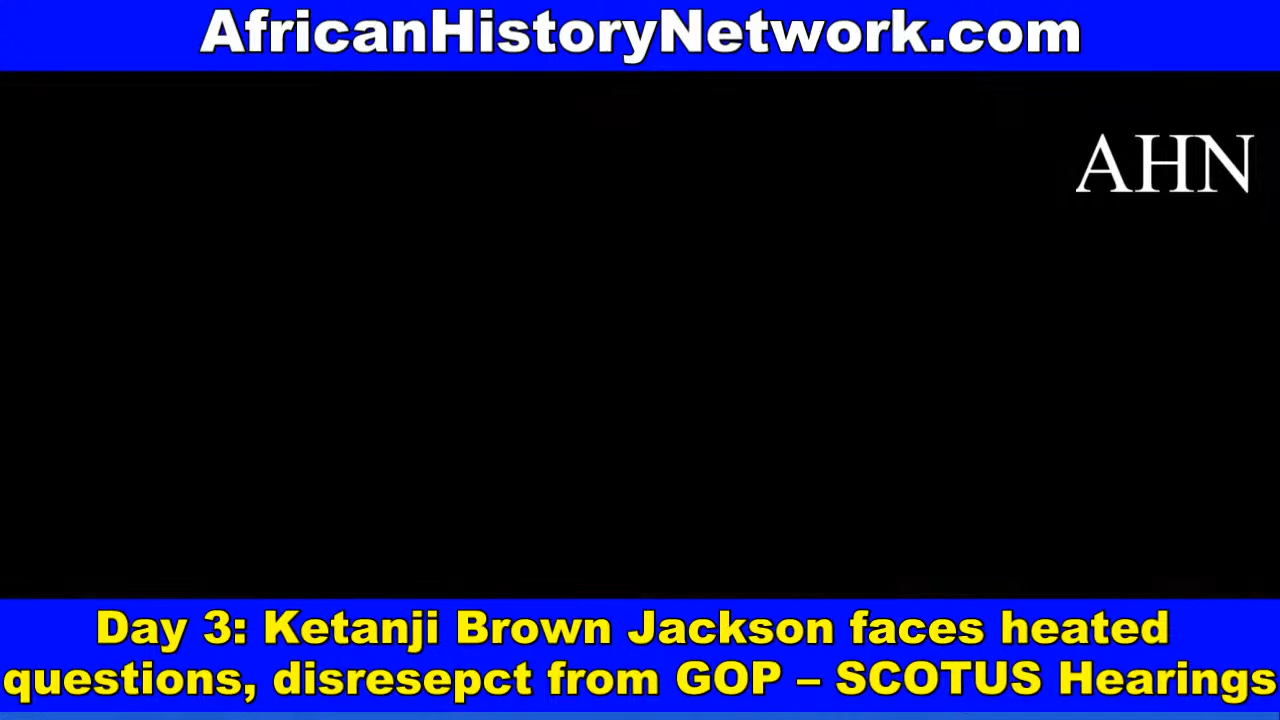 AfricanHistoryNetwork.com
AHN
Day 3: Ketanji Brown Jackson faces heated
questions, disresepct from GOP – SCOTUS Hearings